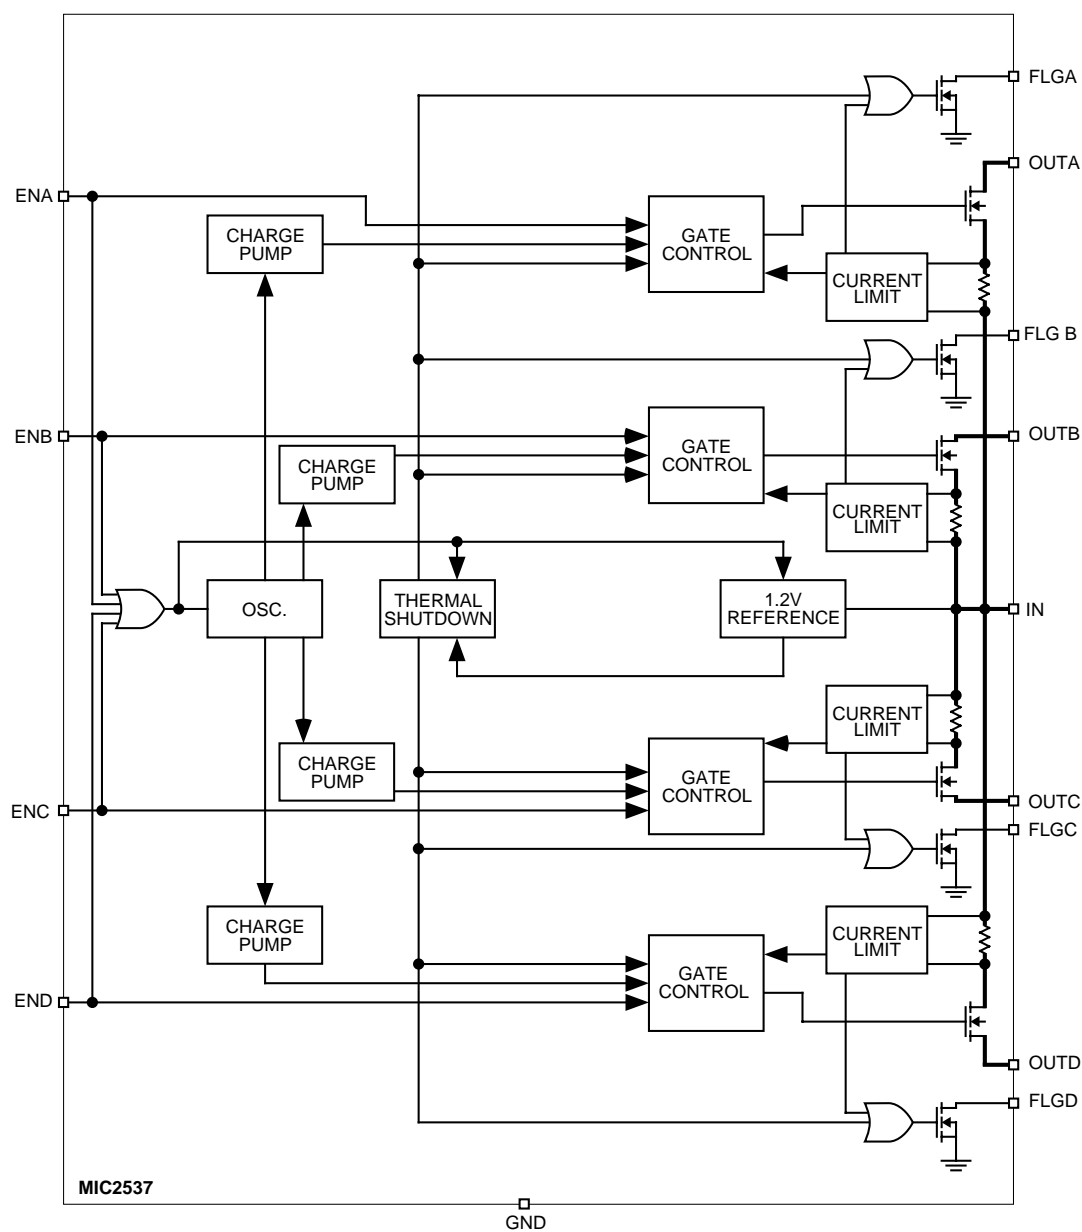 FLGA
OUTA
ENA
CHARGE
PUMP
GATE
CONTROL
CURRENT
LIMIT
FLG B
ENB
OUTB
CHARGE
PUMP
GATE
CONTROL
CURRENT
LIMIT
OSC.
THERMAL
SHUTDOWN
1.2V
REFERENCE
IN
CURRENT
LIMIT
CHARGE
PUMP
GATE
CONTROL
ENC
OUTC
FLGC
CHARGE
PUMP
CURRENT
LIMIT
GATE
CONTROL
END
OUTD
FLGD
MIC2537
GND